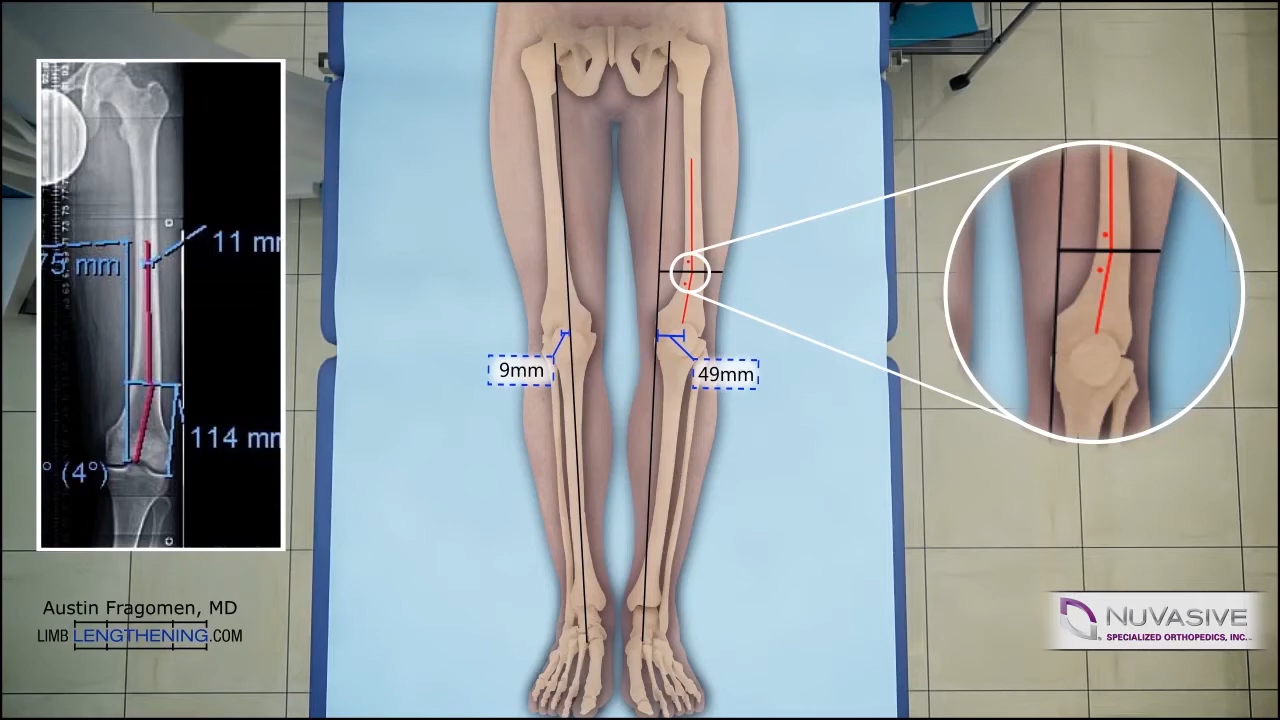 11 mm
75 mm
114 mm
° (4°)
9mm
49mm
Austin Fragomen, MD
LIMB LENGTHENING.COM
NUVASIVE
SPECIALIZED ORTHOPEDICS, INC.